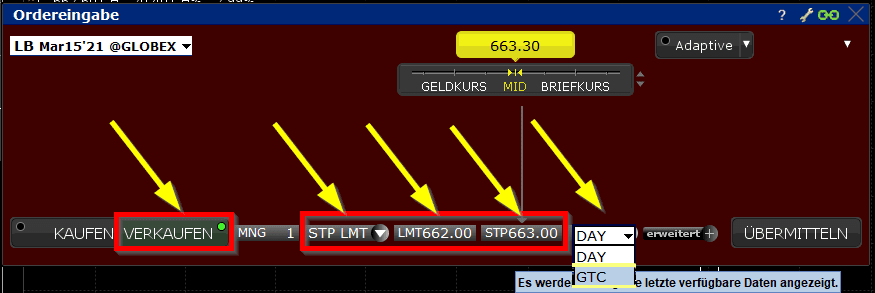 Ordereingabe ?
LB Mar15'21 @GLOBEX 663.30 Adaptive
GELDKURS MID BRIEFKURS
KAUFEN VERKAUFEN MNG 1 STP LMT LMT662.00 STP663.00 DAY erweitert + ÜBERMITTELN
DAY
GTC
Es werde letzte verfügbare Daten angezeigt.